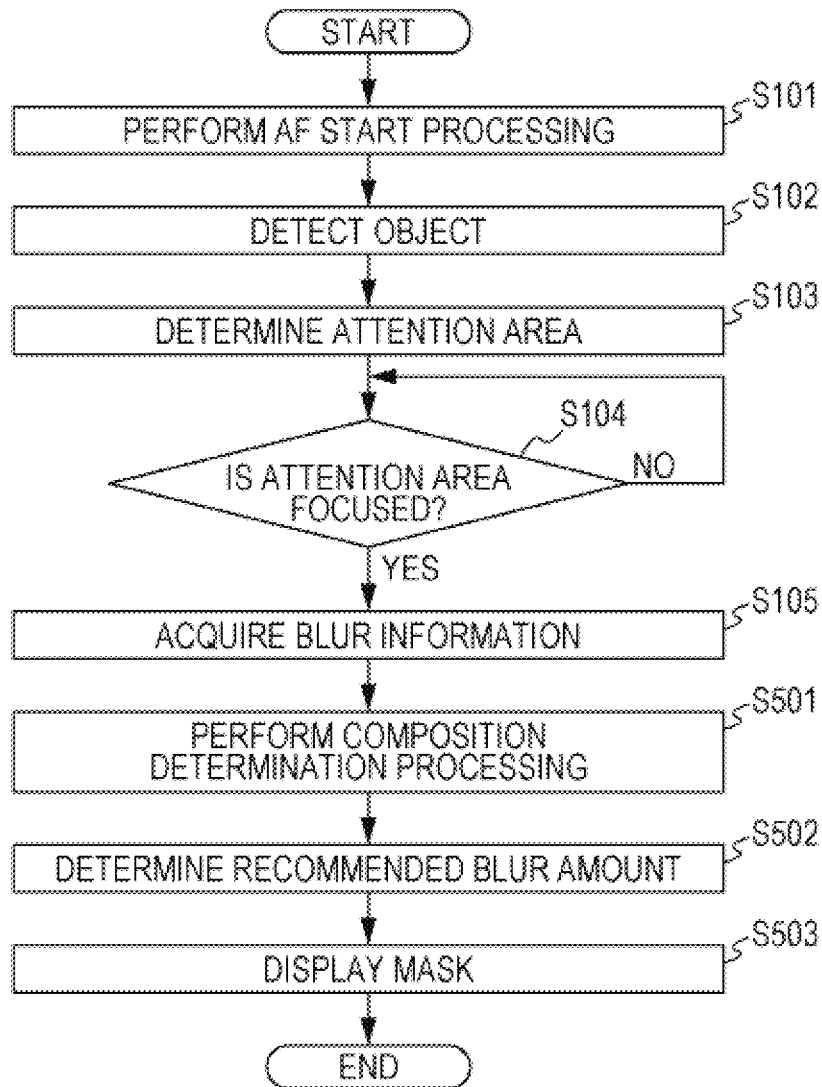 START
S101
PERFORM AF START PROCESSING
S102
DETECT OBJECT
S103
DETERMINE ATTENTION AREA
S104
IS ATTENTION AREA
FOCUSED?
NO
YES
S105
ACQUIRE BLUR INFORMATION
S501
PERFORM COMPOSITION
DETERMINATION PROCESSING
S502
DETERMINE RECOMMENDED BLUR AMOUNT
S503
DISPLAY MASK
END